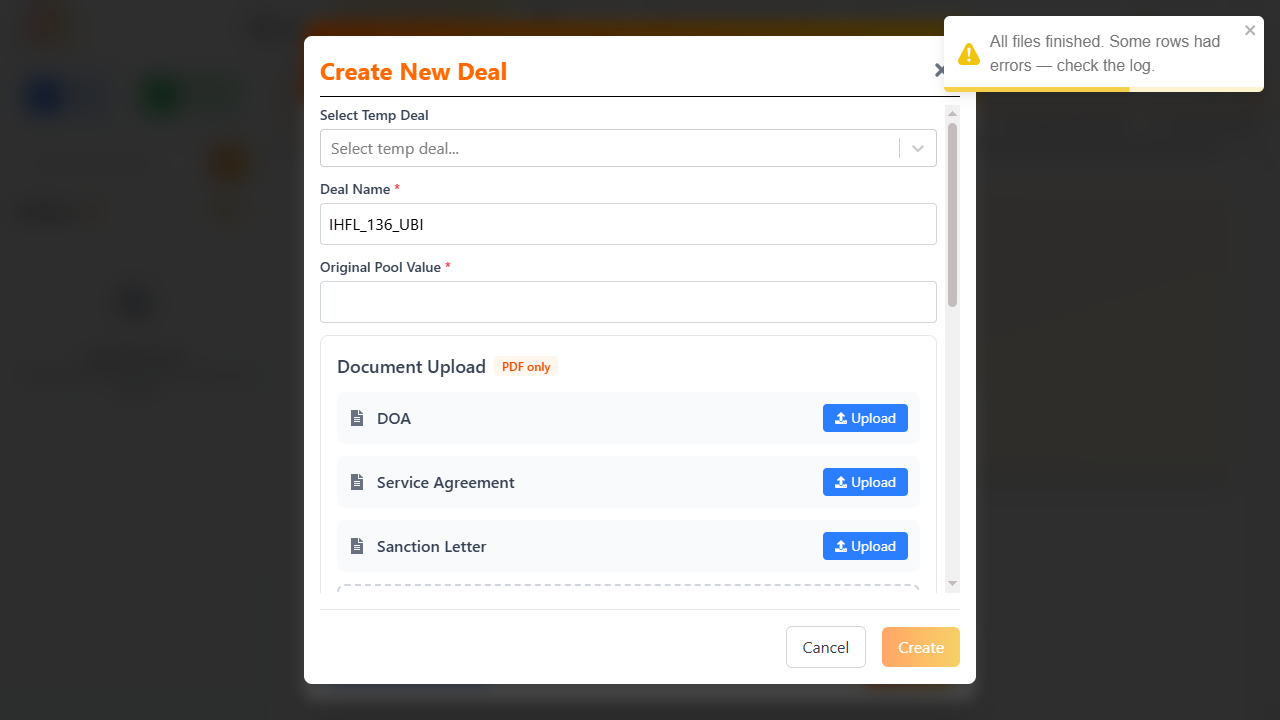 All files finished. Some rows had
errors — check the log.
Create New Deal
Select Temp Deal
Select temp deal...
Deal Name *
IHFL_136_UBI
Original Pool Value *
Document Upload PDF only
DOA Upload
Service Agreement Upload
Sanction Letter Upload
Cancel Create